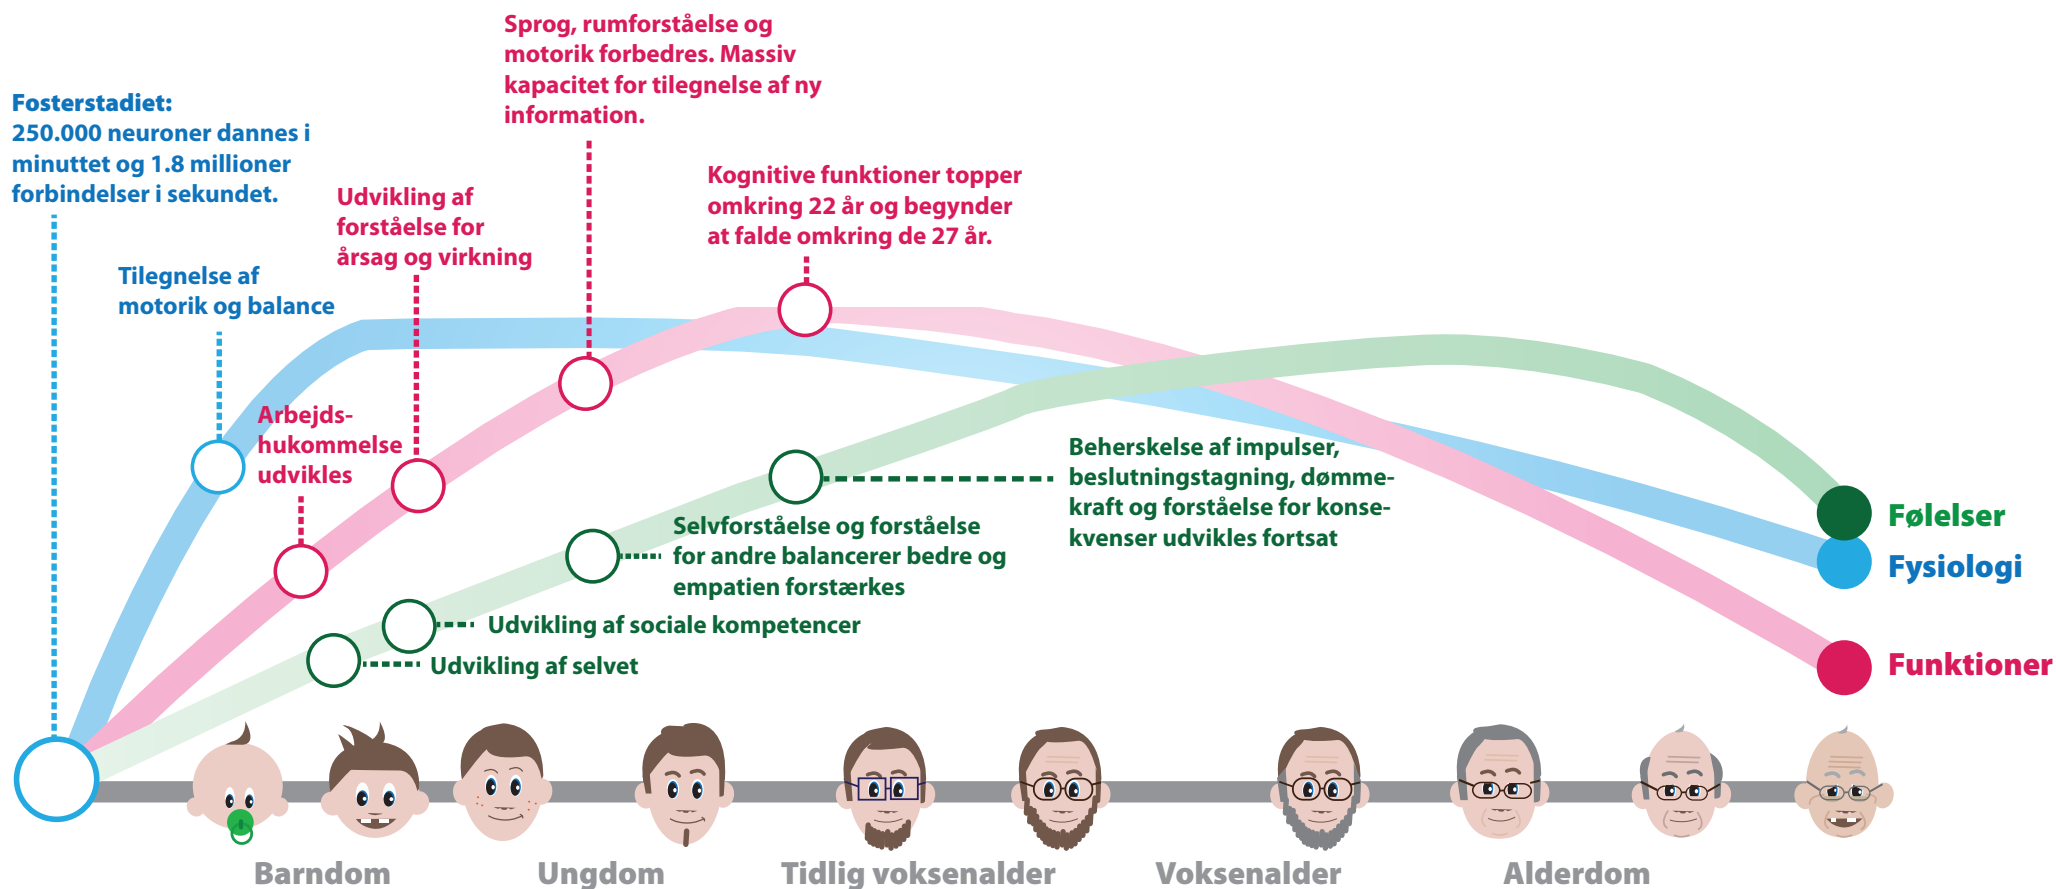 Sprog, rumforståelse og
motorik forbedres. Massiv
kapacitet for tilegnelse af ny
information.
Fosterstadiet:
250.000 neuroner dannes i
minuttet og 1.8 millioner
forbindelser i sekundet.
Kognitive funktioner topper
omkring 22 år og begynder
at falde omkring de 27 år.
Udvikling af
forståelse for
årsag og virkning
Tilegnelse af
motorik og balance
Arbejds-
hukommelse
udvikles
Beherskelse af impulser,
beslutningstagning, dømme-
kraft og forståelse for konse-
kvenser udvikles fortsat
Selvforståelse og forståelse
for andre balancerer bedre og
empatien forstærkes
Udvikling af sociale kompetencer
Udvikling af selvet
Følelser
Fysiologi
Funktioner
Barndom
Ungdom
Tidlig voksenalder
Voksenalder
Alderdom